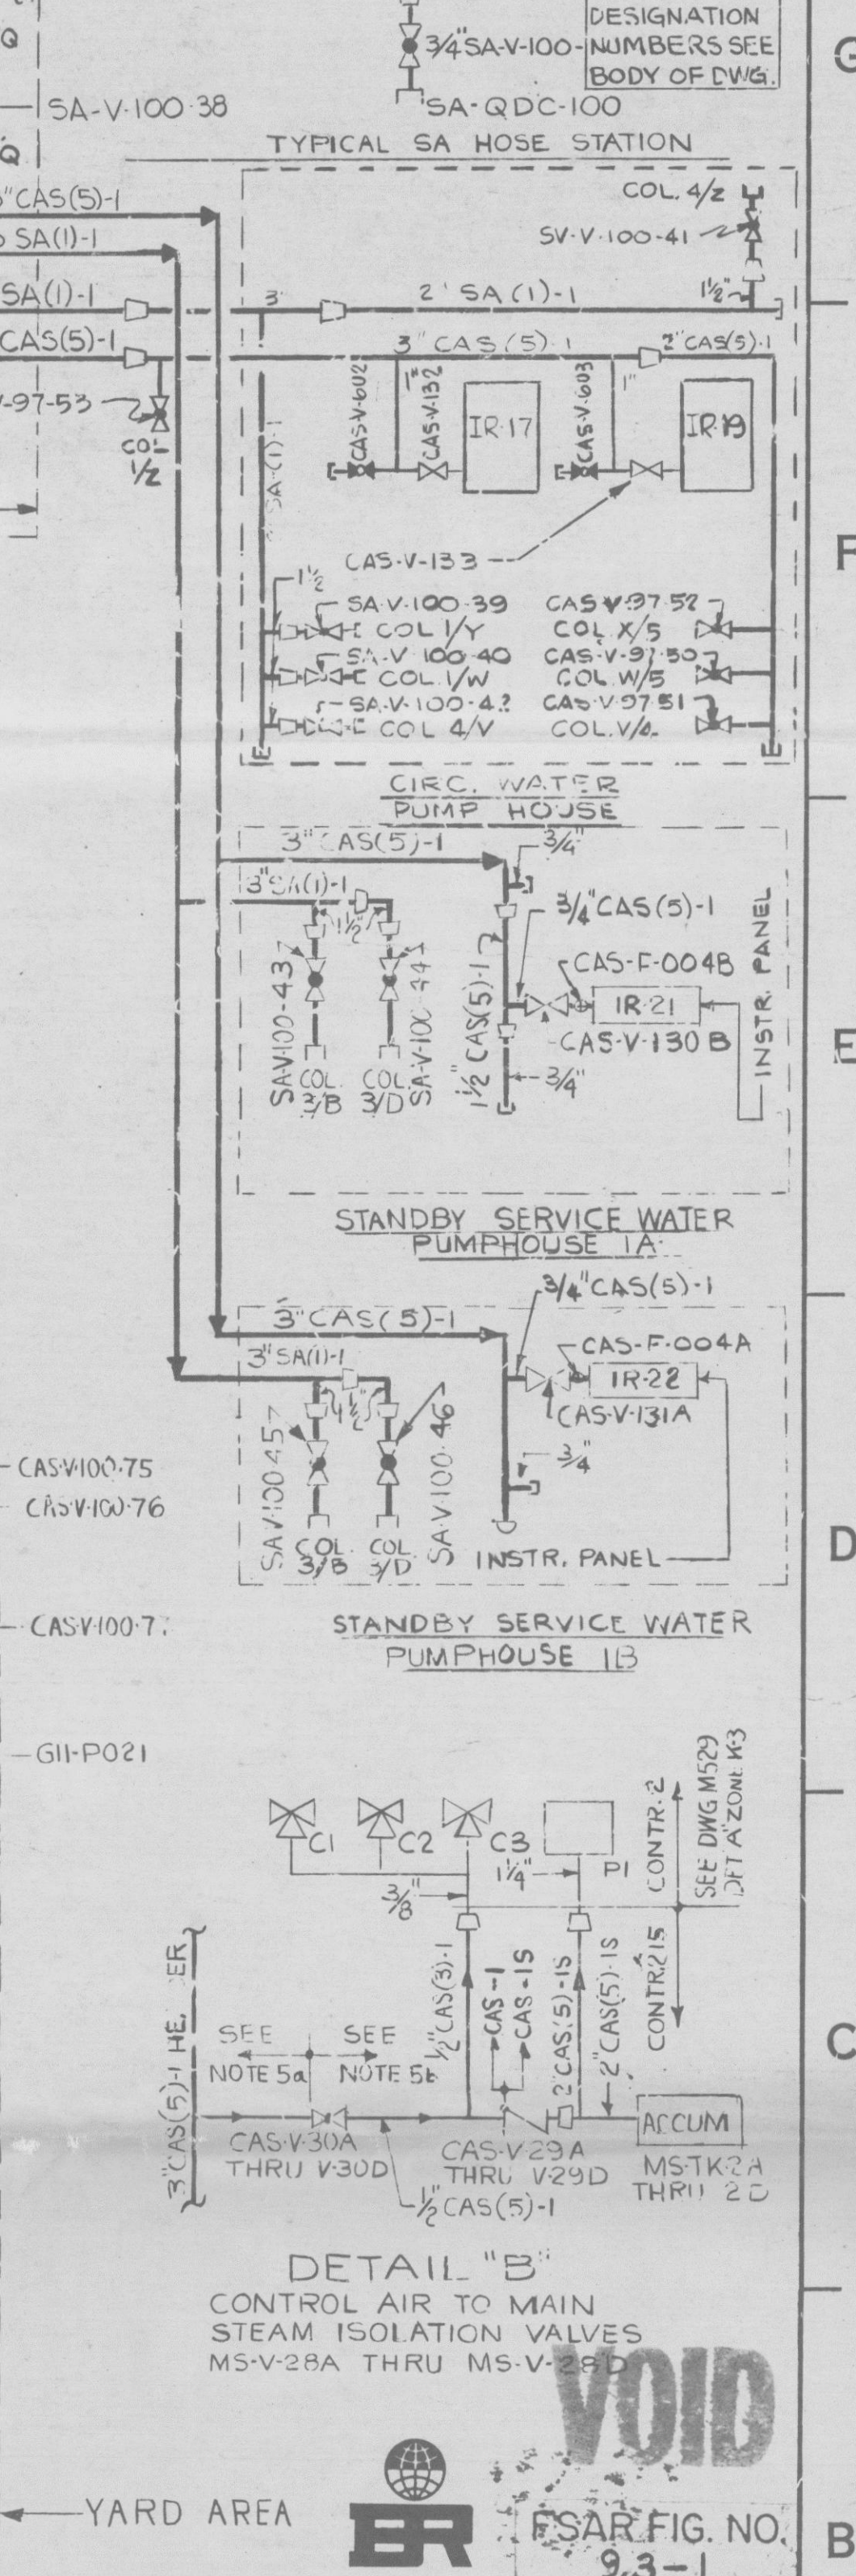 DESIGNATION
3/4"SA-V-100- NUMBERS SEE
BODY OF DWG.
Q
SA-V-100-38
SA-QDC-100
TYPICAL SA HOSE STATION
Q
"CAS(5)-1
SA(1)-1
COL. 4/Z
SV-V-100-41
SA(1)-1
3"
2" SA(1)-1
1½"
CAS(5)-1
3" CAS(5)-1
2"CAS(5)-1
V-97-53
COL
1/Z
CAS-V-602
1"
CAS-V-132
IR-17
CAS-V-603
1"
IR-19
SA(1)-1
CAS-V-133
1½
SA-V-100-39
COL 1/Y
CAS-V-97-52
COL. X/5
SA-V-100-40
COL. 1/W
CAS-V-97-50
COL. W/5
SA-V-100-4
COL 4/V
CAS-V-97-51
COL. V/
CIRC. WATER
PUMP HOUSE
3" CAS(5)-1
3/4"
3"SA(1)-1
1½"
3/4"CAS(5)-1
CAS-F-004B
IR-21
CAS-V-130B
INSTR. PANEL
SA-V-100-43
SA-V-100-44
1½" CAS(5)-1
3/4"
COL. 3/B
COL. 3/D
STANDBY SERVICE WATER
PUMPHOUSE 1A
3/4"CAS(5)-1
3"CAS(5)-1
3"SA(1)-1
1½"
CAS-F-004A
IR-22
CAS-V-131A
SA-V-100-45
SA-V-100-46
3/4"
COL. 3/B
COL. 3/D
INSTR. PANEL
STANDBY SERVICE WATER
PUMPHOUSE 1B
CAS-V-100-75
CAS-V-100-76
CAS-V-100-7
G11-P021
C1
C2
C3
P1
1¼"
3/8"
CONTR. 2
SEE DWG M529
DET "A" ZONE K-3
CONTR. 215
3"CAS(5)-1
SEE
NOTE 5a
SEE
NOTE 5b
½"CAS(3)-1
CAS-1
CAS-1S
2"CAS(5)-1S
2"CAS(5)-1S
ACCUM
CAS-V-30A
THRU V-30D
CAS-V-29A
THRU V-29D
MS-TK-2A
THRU 2D
½"CAS(5)-1
DETAIL "B"
CONTROL AIR TO MAIN
STEAM ISOLATION VALVES
MS-V-28A THRU MS-V-28D
VOID
YARD AREA
BR
FSAR FIG. NO.
9.3-1
G
F
E
D
C
B